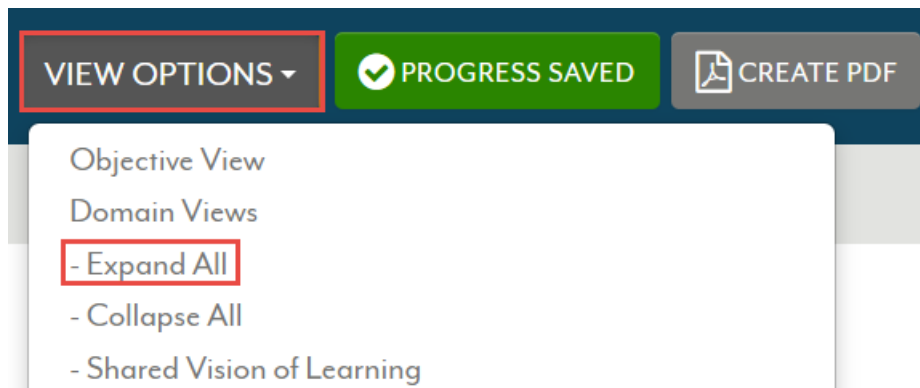 VIEW OPTIONS
PROGRESS SAVED
CREATE PDF
Objective View
Domain Views
- Expand All
- Collapse All
- Shared Vision of Learning